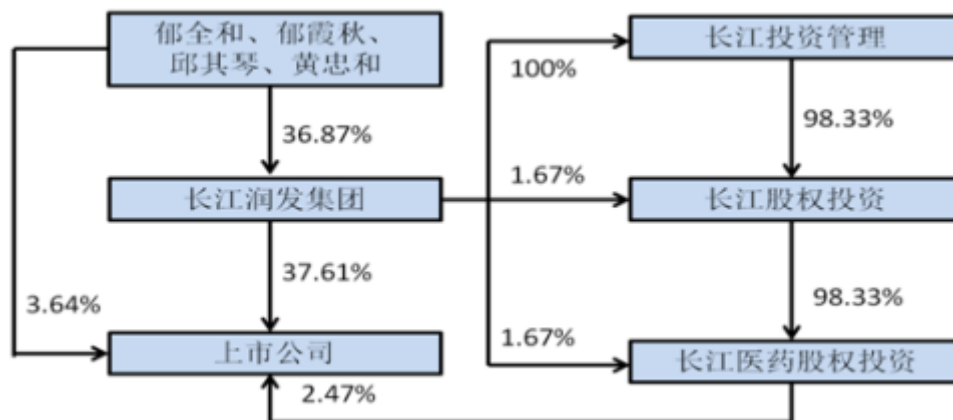 郁全和、郁霞秋、
邱其琴、黄忠和
长江投资管理
100%
98.33%
36.87%
1.67%
长江润发集团
长江股权投资
37.61%
98.33%
3.64%
1.67%
上市公司
长江医药股权投资
2.47%